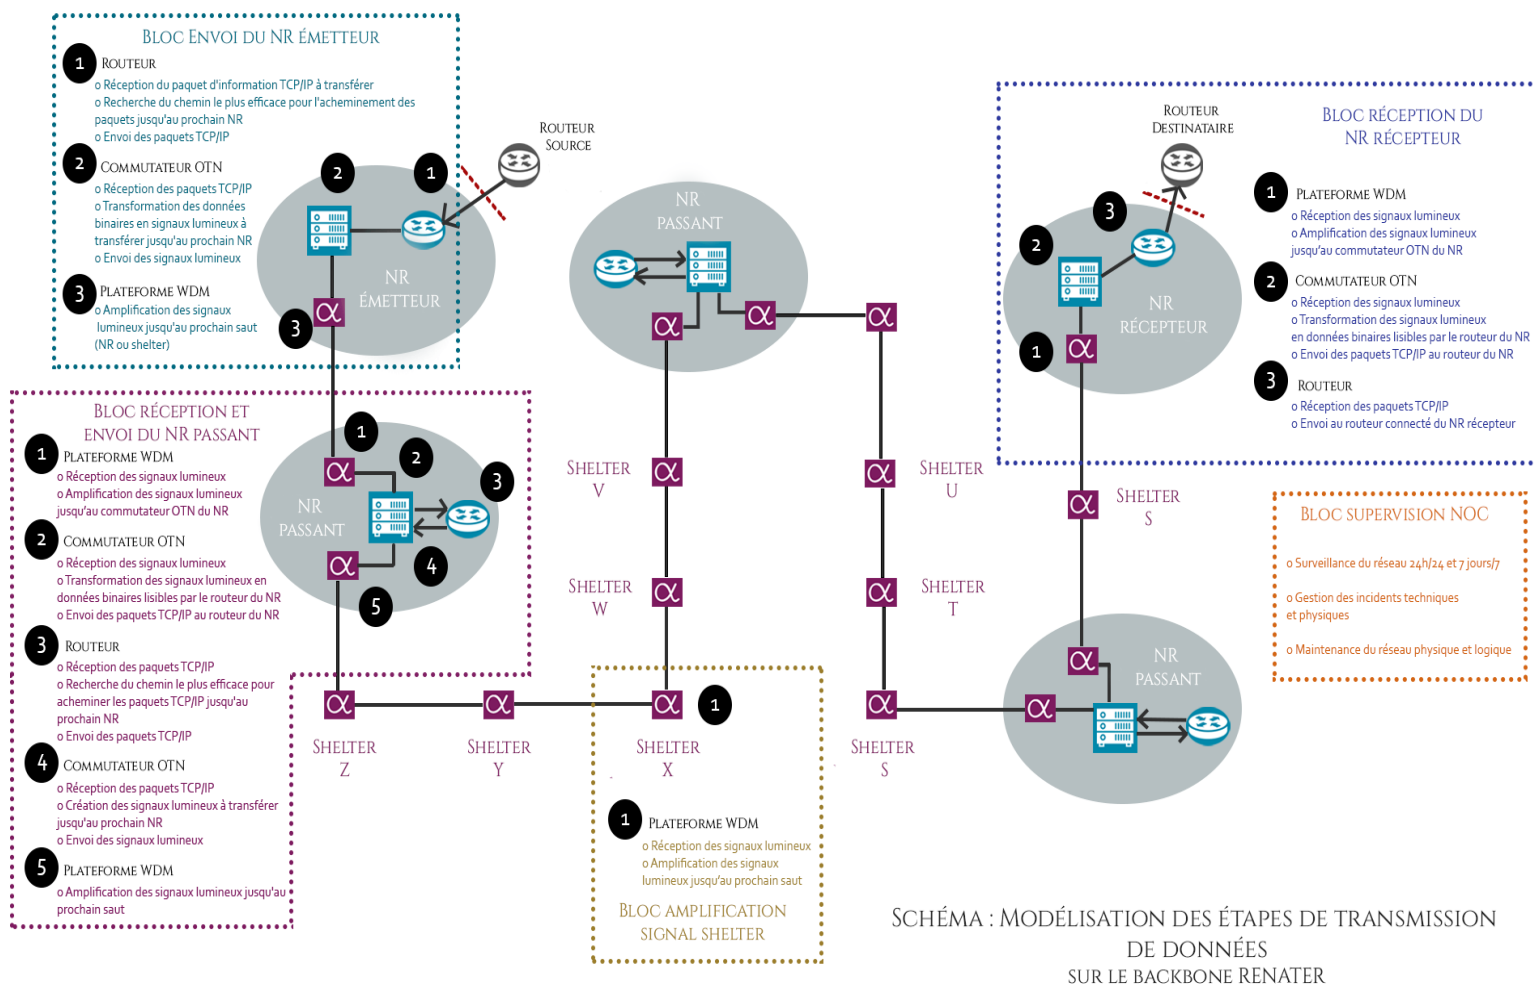 BLOC ENVOI DU NR ÉMETTEUR
1 ROUTEUR
o Réception du paquet d'information TCP/IP à transférer
o Recherche du chemin le plus efficace pour l'acheminement des
paquets jusqu'au prochain NR
o Envoi des paquets TCP/IP
2 COMMUTATEUR OTN
o Réception des paquets TCP/IP
o Transformation des données
binaires en signaux lumineux à
transférer jusqu'au prochain NR
o Envoi des signaux lumineux
3 PLATEFORME WDM
o Amplification des signaux
lumineux jusqu'au prochain saut
(NR ou shelter)
2
1
NR
ÉMETTEUR
α
3
ROUTEUR
SOURCE
BLOC RÉCEPTION ET
ENVOI DU NR PASSANT
1 PLATEFORME WDM
o Réception des signaux lumineux
o Amplification des signaux lumineux
jusqu'au commutateur OTN du NR
2 COMMUTATEUR OTN
o Réception des signaux lumineux
o Transformation des signaux lumineux en
données binaires lisibles par le routeur du NR
o Envoi des paquets TCP/IP au routeur du NR
3 ROUTEUR
o Réception des paquets TCP/IP
o Recherche du chemin le plus efficace pour
acheminer les paquets TCP/IP jusqu'au
prochain NR
o Envoi des paquets TCP/IP
4 COMMUTATEUR OTN
o Réception des paquets TCP/IP
o Création des signaux lumineux à transférer
jusqu'au prochain NR
o Envoi des signaux lumineux
5 PLATEFORME WDM
o Amplification des signaux lumineux jusqu'au
prochain saut
1
α
2
3
NR
PASSANT
α
4
5
α
SHELTER
Z
α
SHELTER
Y
α
1
SHELTER
X
1 PLATEFORME WDM
o Réception des signaux lumineux
o Amplification des signaux
lumineux jusqu'au prochain saut
BLOC AMPLIFICATION
SIGNAL SHELTER
SHELTER
W
α
SHELTER
V
α
NR
PASSANT
α
α
α
α
SHELTER
U
α
SHELTER
T
α
SHELTER
S
NR
PASSANT
α
α
α
SHELTER
S
ROUTEUR
DESTINATAIRE
3
2
NR
RÉCEPTEUR
1
α
BLOC RÉCEPTION DU
NR RÉCEPTEUR
1 PLATEFORME WDM
o Réception des signaux lumineux
o Amplification des signaux lumineux
jusqu'au commutateur OTN du NR
2 COMMUTATEUR OTN
o Réception des signaux lumineux
o Transformation des signaux lumineux
en données binaires lisibles par le routeur du NR
o Envoi des paquets TCP/IP au routeur du NR
3 ROUTEUR
o Réception des paquets TCP/IP
o Envoi au routeur connecté du NR récepteur
BLOC SUPERVISION NOC
o Surveillance du réseau 24h/24 et 7 jours/7
o Gestion des incidents techniques
et physiques
o Maintenance du réseau physique et logique
SCHÉMA : MODÉLISATION DES ÉTAPES DE TRANSMISSION
DE DONNÉES
SUR LE BACKBONE RENATER